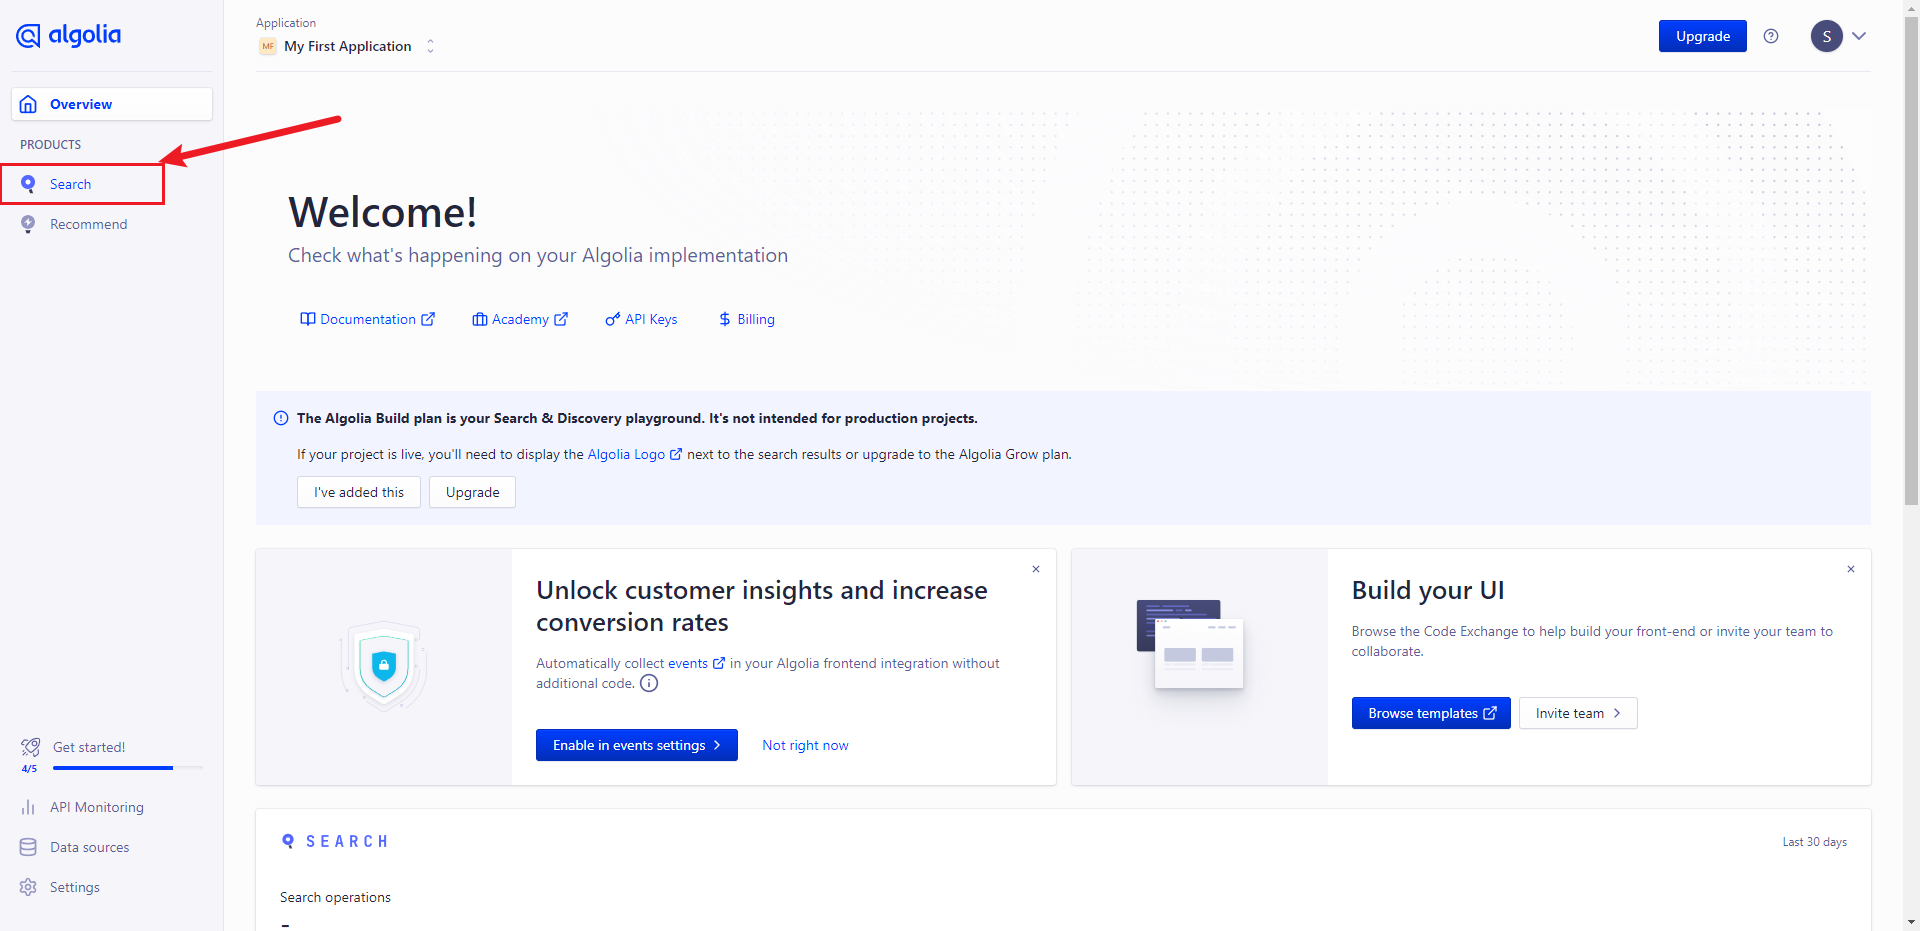 algolia
Overview
PRODUCTS
Search
Recommend
Get started!
4/5
API Monitoring
Data sources
Settings
Application
MF My First Application
Upgrade
S
Welcome!
Check what's happening on your Algolia implementation
Documentation
Academy
API Keys
Billing
The Algolia Build plan is your Search & Discovery playground. It's not intended for production projects.
If your project is live, you'll need to display the Algolia Logo next to the search results or upgrade to the Algolia Grow plan.
I've added this
Upgrade
Unlock customer insights and increase
conversion rates
Automatically collect events in your Algolia frontend integration without
additional code.
Enable in events settings
Not right now
Build your UI
Browse the Code Exchange to help build your front-end or invite your team to
collaborate.
Browse templates
Invite team
SEARCH
Last 30 days
Search operations
-